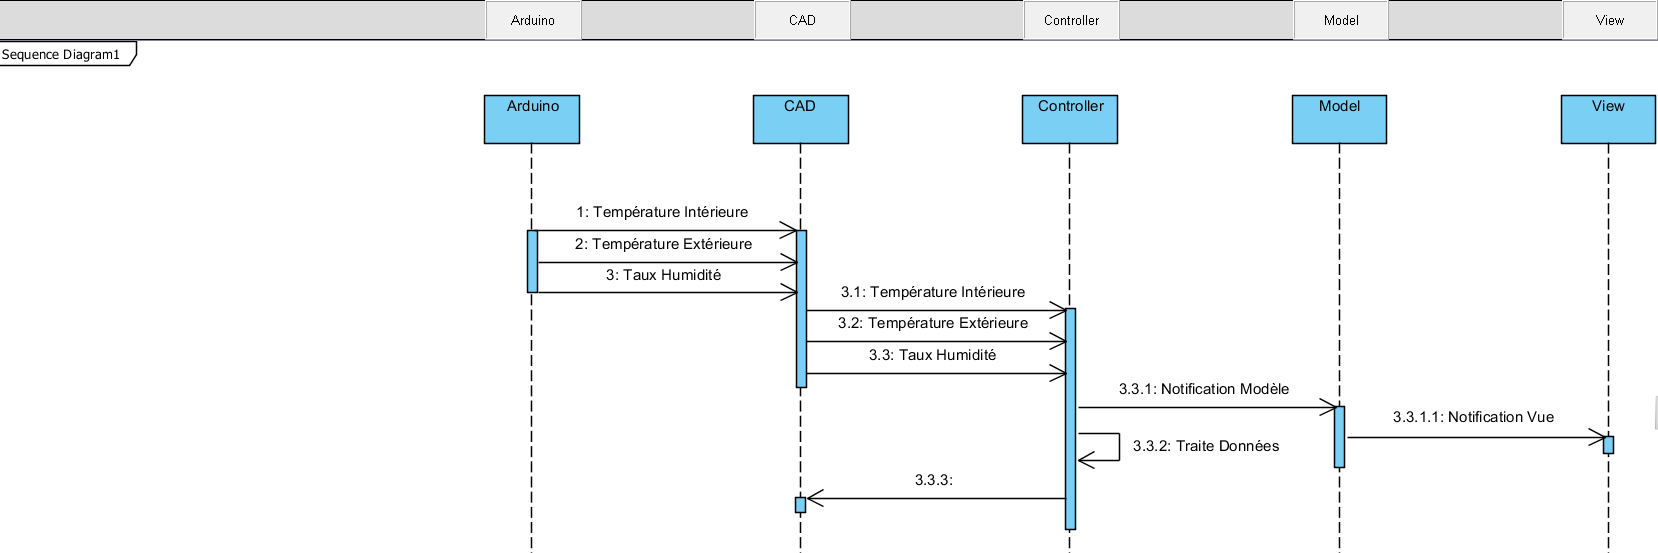 Arduino
CAD
Controller
Model
View
Sequence Diagram1
Arduino
CAD
Controller
Model
View
1: Température Intérieure
2: Température Extérieure
3: Taux Humidité
3.1: Température Intérieure
3.2: Température Extérieure
3.3: Taux Humidité
3.3.1: Notification Modèle
3.3.1.1: Notification Vue
3.3.2: Traite Données
3.3.3: